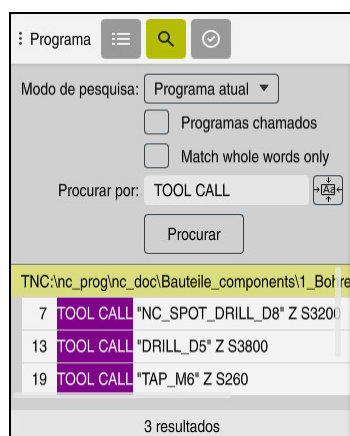 Programa
Modo de pesquisa: Programa atual
Programas chamados
Match whole words only
Procurar por: TOOL CALL Aa
Procurar
TNC:\nc_prog\nc_doc\Bauteile_components\1_Bohre
7 TOOL CALL "NC_SPOT_DRILL_D8" Z S3200
13 TOOL CALL "DRILL_D5" Z S3800
19 TOOL CALL "TAP_M6" Z S260
3 resultados